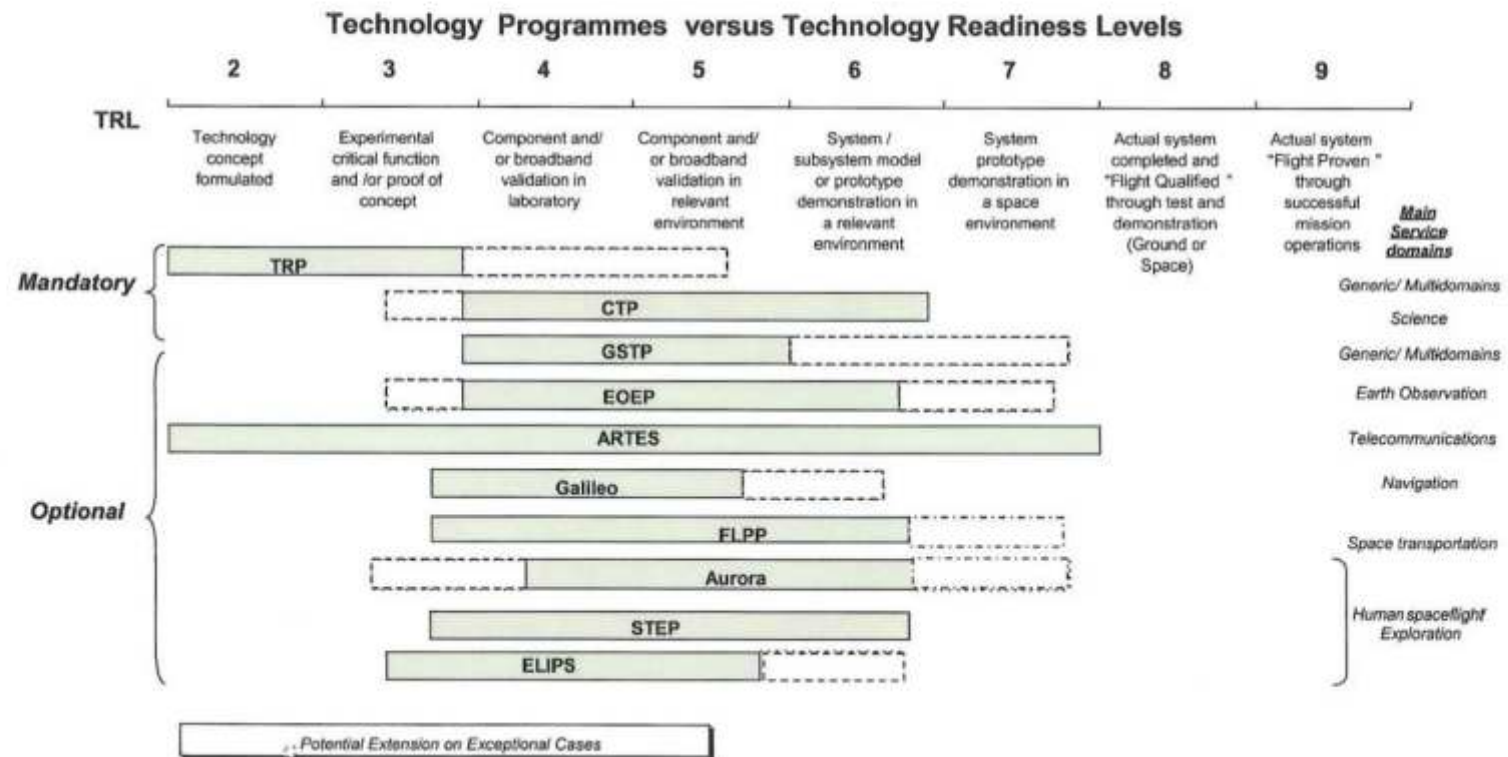 Technology Programmes versus Technology Readiness Levels
2 3 4 5 6 7 8 9
TRL
Technology
concept
formulated
Experimental
critical function
and /or proof of
concept
Component and/
or broadband
validation in
laboratory
Component and/
or broadband
validation in
relevant
environment
System /
subsystem model
or prototype
demonstration in
a relevant
environment
System
prototype
demonstration in
a space
environment
Actual system
completed and
"Flight Qualified "
through test and
demonstration
(Ground or
Space)
Actual system
"Flight Proven "
through
successful
mission
operations
Main
Service
domains
Mandatory
TRP
Generic/ Multidomains
CTP
Science
GSTP
Generic/ Multidomains
EOEP
Earth Observation
ARTES
Telecommunications
Galileo
Navigation
Optional
FLPP
Space transportation
Aurora
STEP
Human spaceflight/
Exploration
ELIPS
Potential Extension on Exceptional Cases